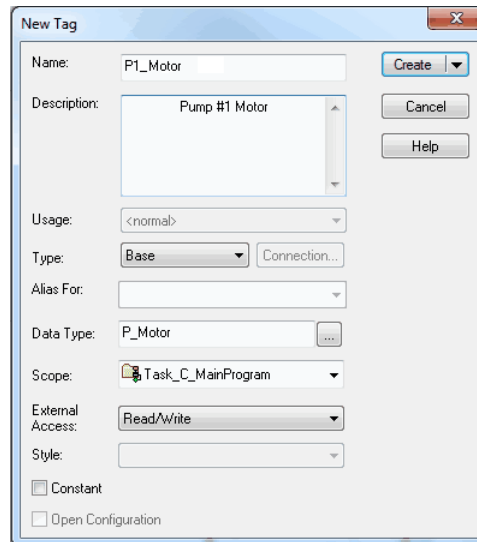 New Tag
Name: P1_Motor Create
Description: Pump #1 Motor Cancel
Help
Usage: <normal>
Type: Base Connection...
Alias For:
Data Type: P_Motor ...
Scope: Task_C_MainProgram
External
Access: Read/Write
Style:
Constant
Open Configuration